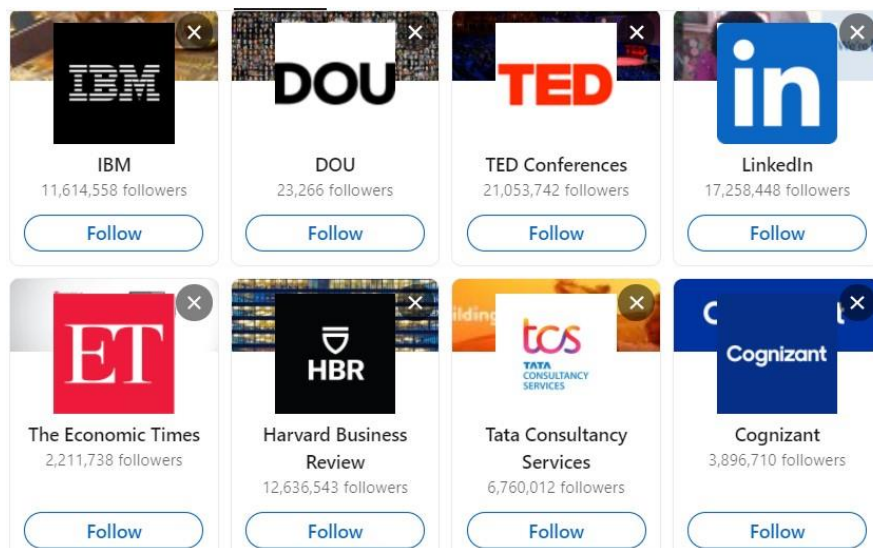 IBM
DOU
TED
in
IBM
DOU
TED Conferences
LinkedIn
11,614,558 followers
23,266 followers
21,053,742 followers
17,258,448 followers
Follow
Follow
Follow
Follow
ET
HBR
tcs
TATA
CONSULTANCY
SERVICES
Cognizant
The Economic Times
Harvard Business
Review
Tata Consultancy
Services
Cognizant
2,211,738 followers
12,636,543 followers
6,760,012 followers
3,896,710 followers
Follow
Follow
Follow
Follow